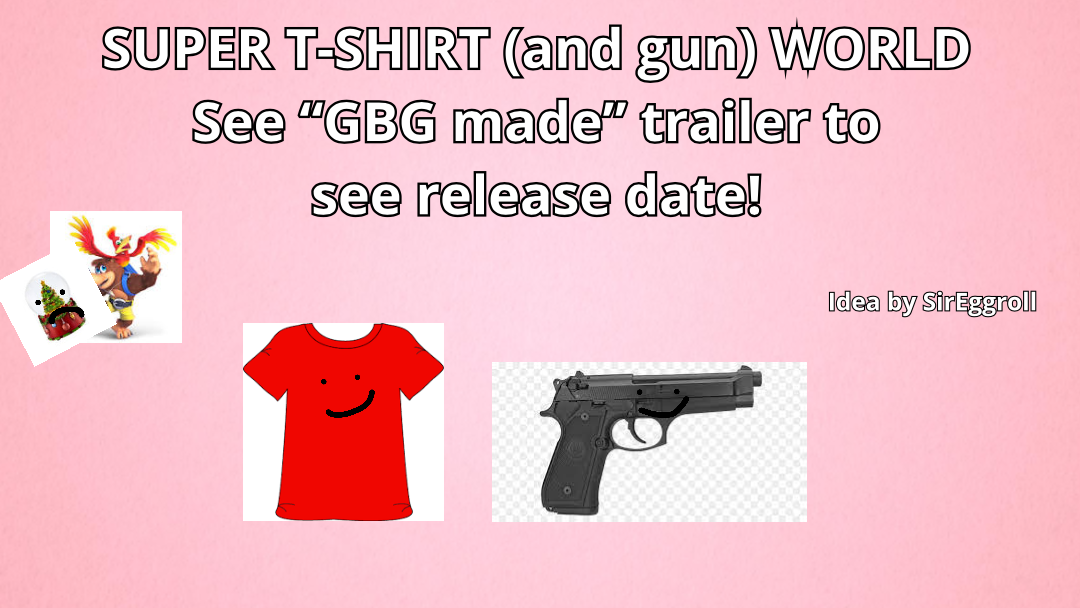 SUPER T-SHIRT (and gun) WORLD
See “GBG made” trailer to
see release date!
Idea by SirEggroll